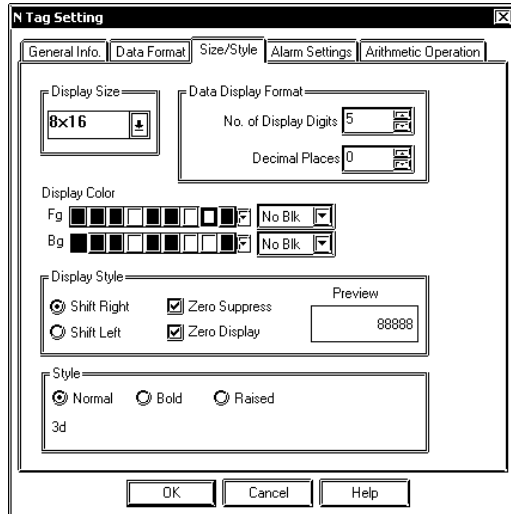 N Tag Setting
General Info. Data Format Size/Style Alarm Settings Arithmetic Operation
Display Size
8×16
Data Display Format
No. of Display Digits 5
Decimal Places 0
Display Color
Fg No Blk
Bg No Blk
Display Style
Shift Right Zero Suppress
Shift Left Zero Display
Preview
88888
Style
Normal Bold Raised
3d
OK Cancel Help